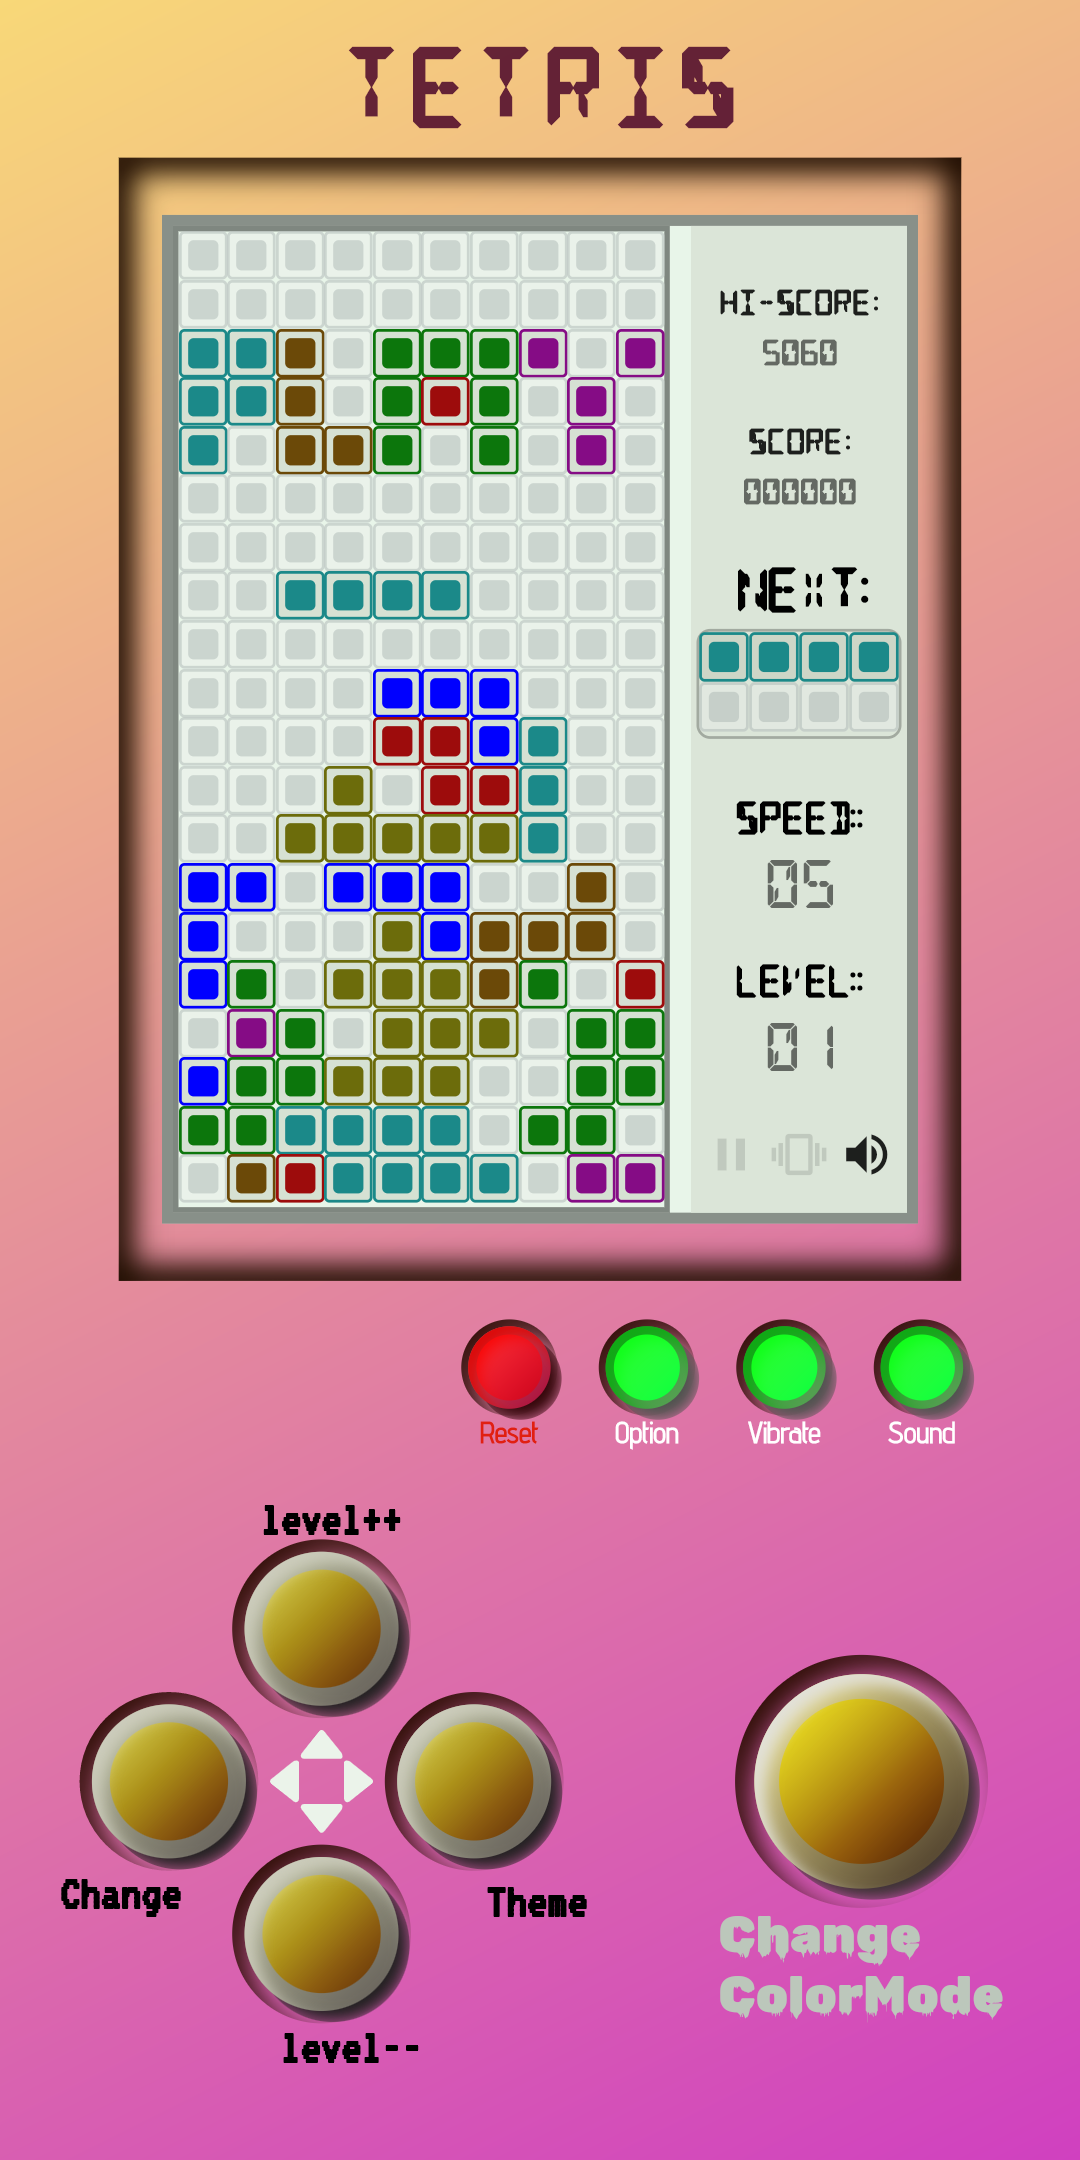 TETRIS
HI-SCORE:
5060
SCORE:
000000
NEXT:
SPEED::
05
LEVEL::
01
Reset
Option
Vibrate
Sound
level++
Change
Theme
level--
Change
ColorMode